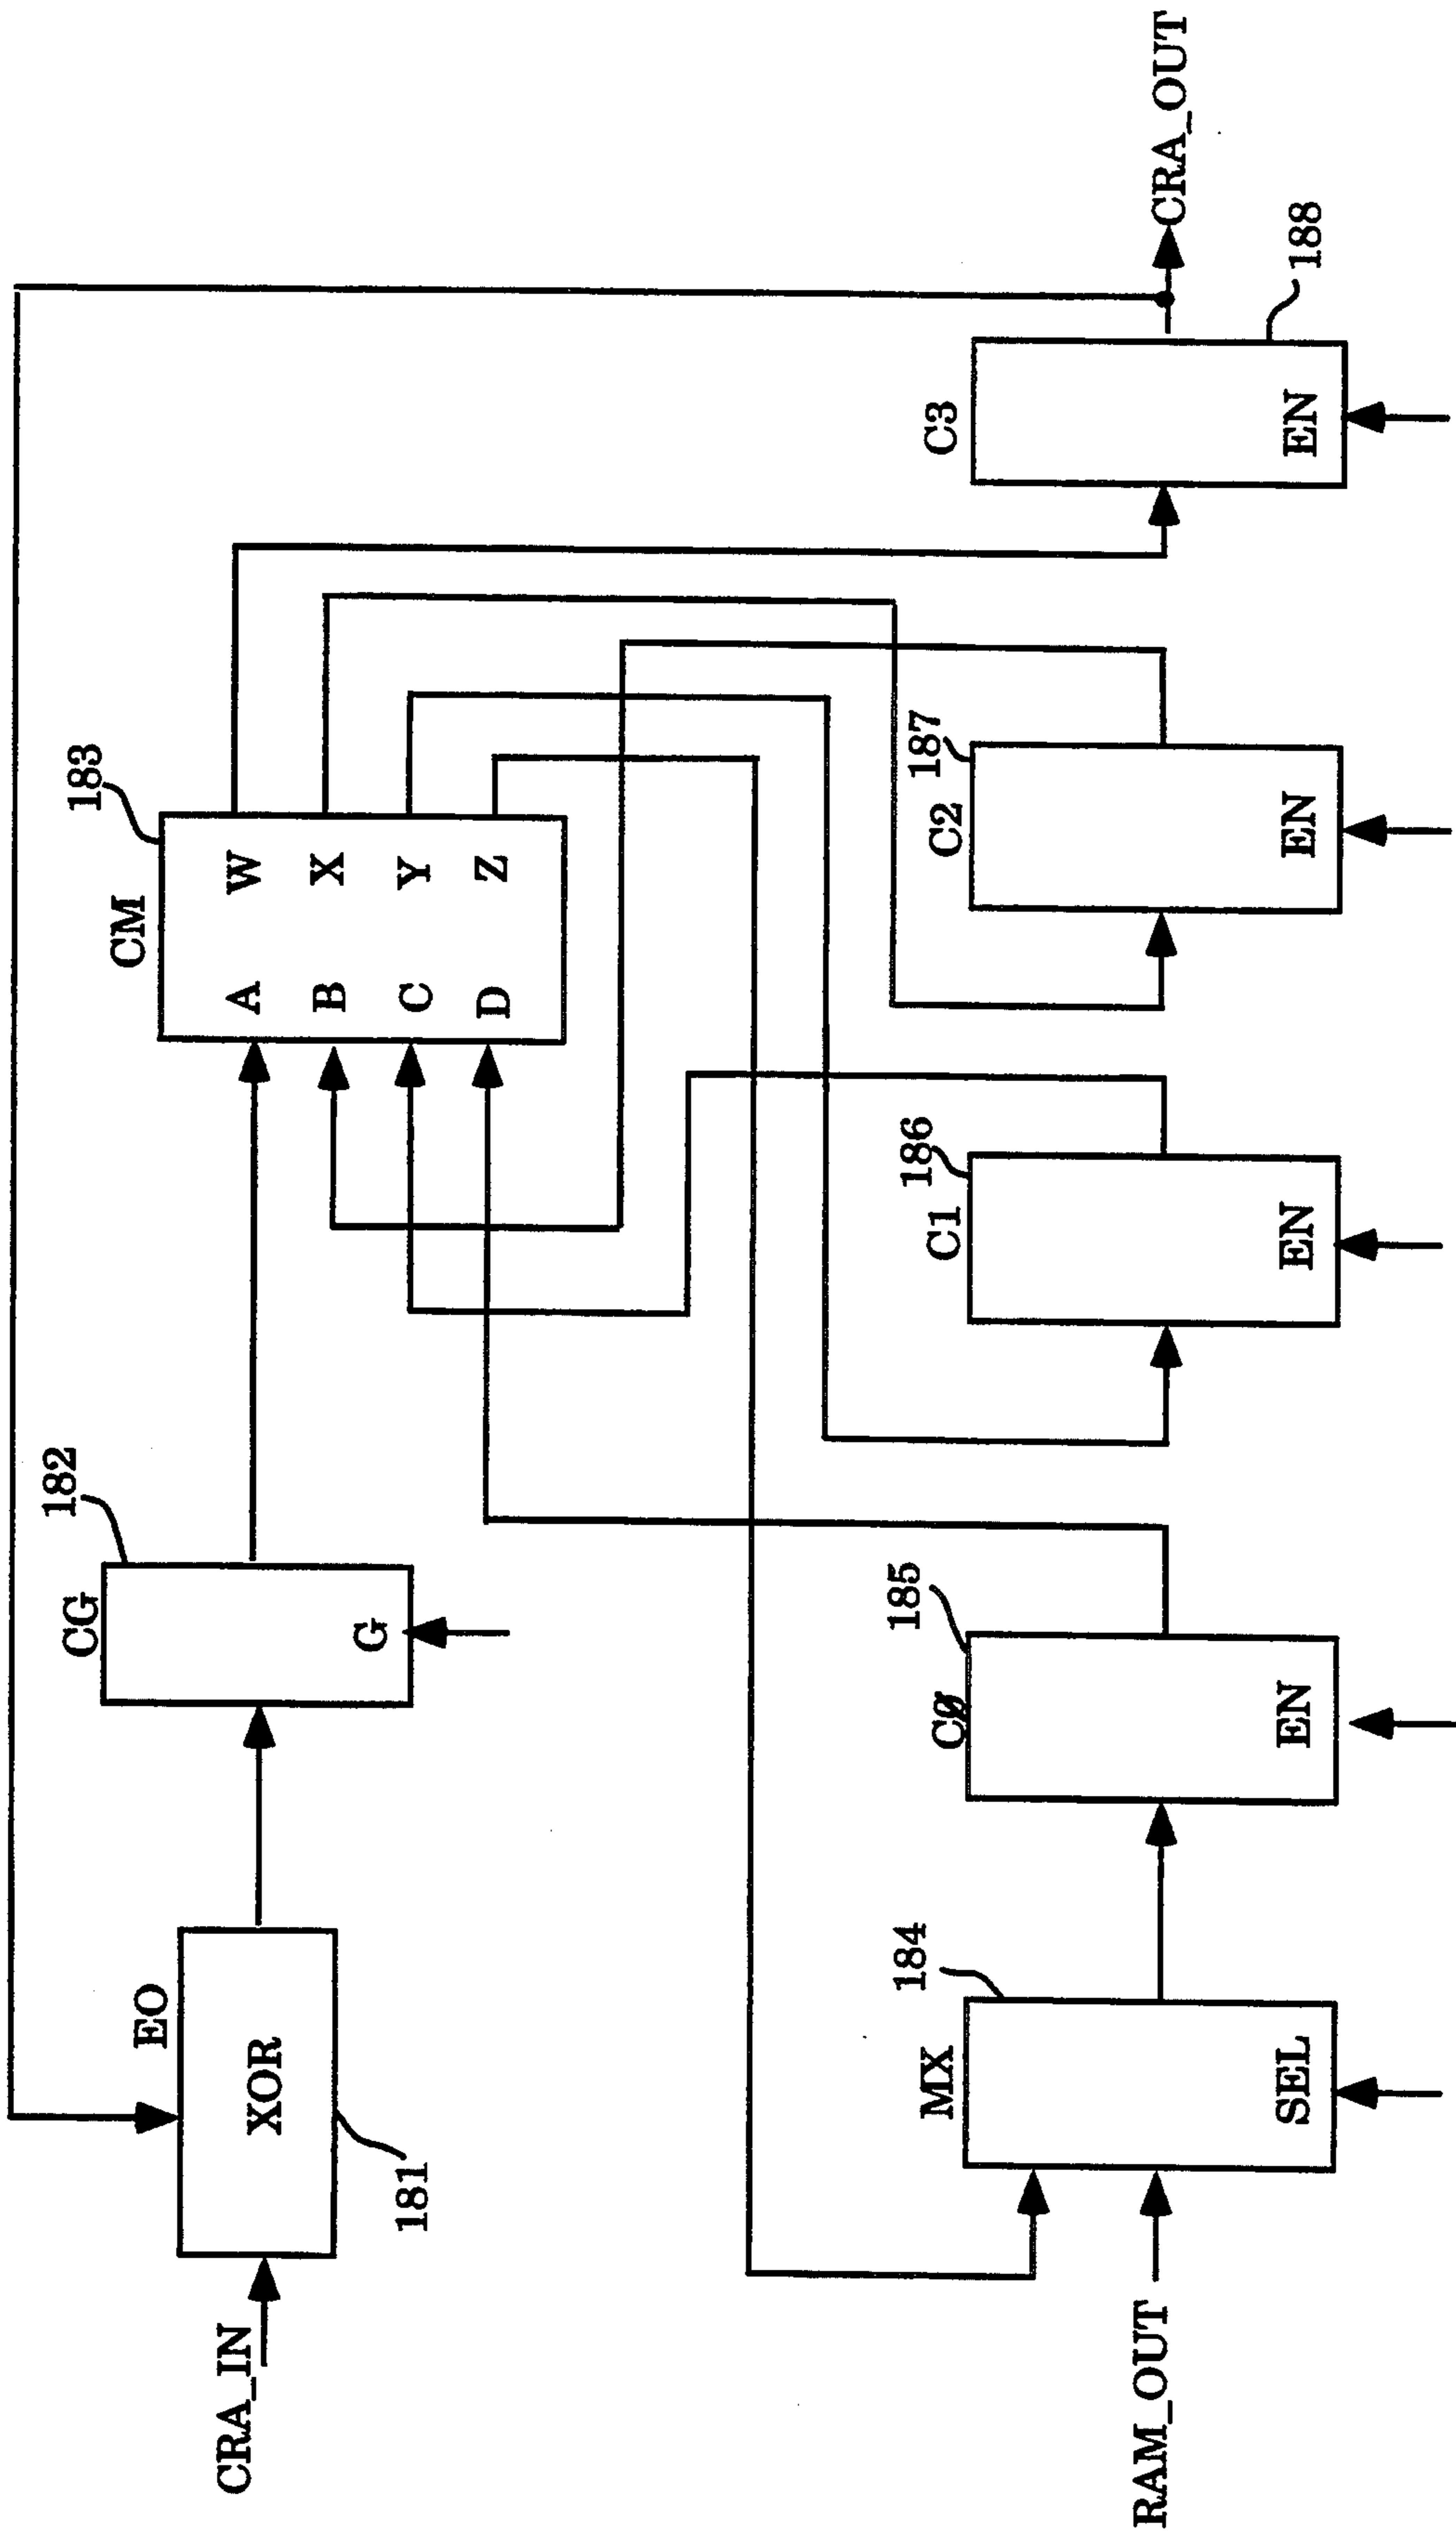 CRA_IN
EO
XOR
181
CG
182
G
CM
183
A W
B X
C Y
D Z
RAM_OUT
MX
184
SEL
CØ
185
EN
C1
186
EN
C2
187
EN
C3
188
EN
CRA_OUT